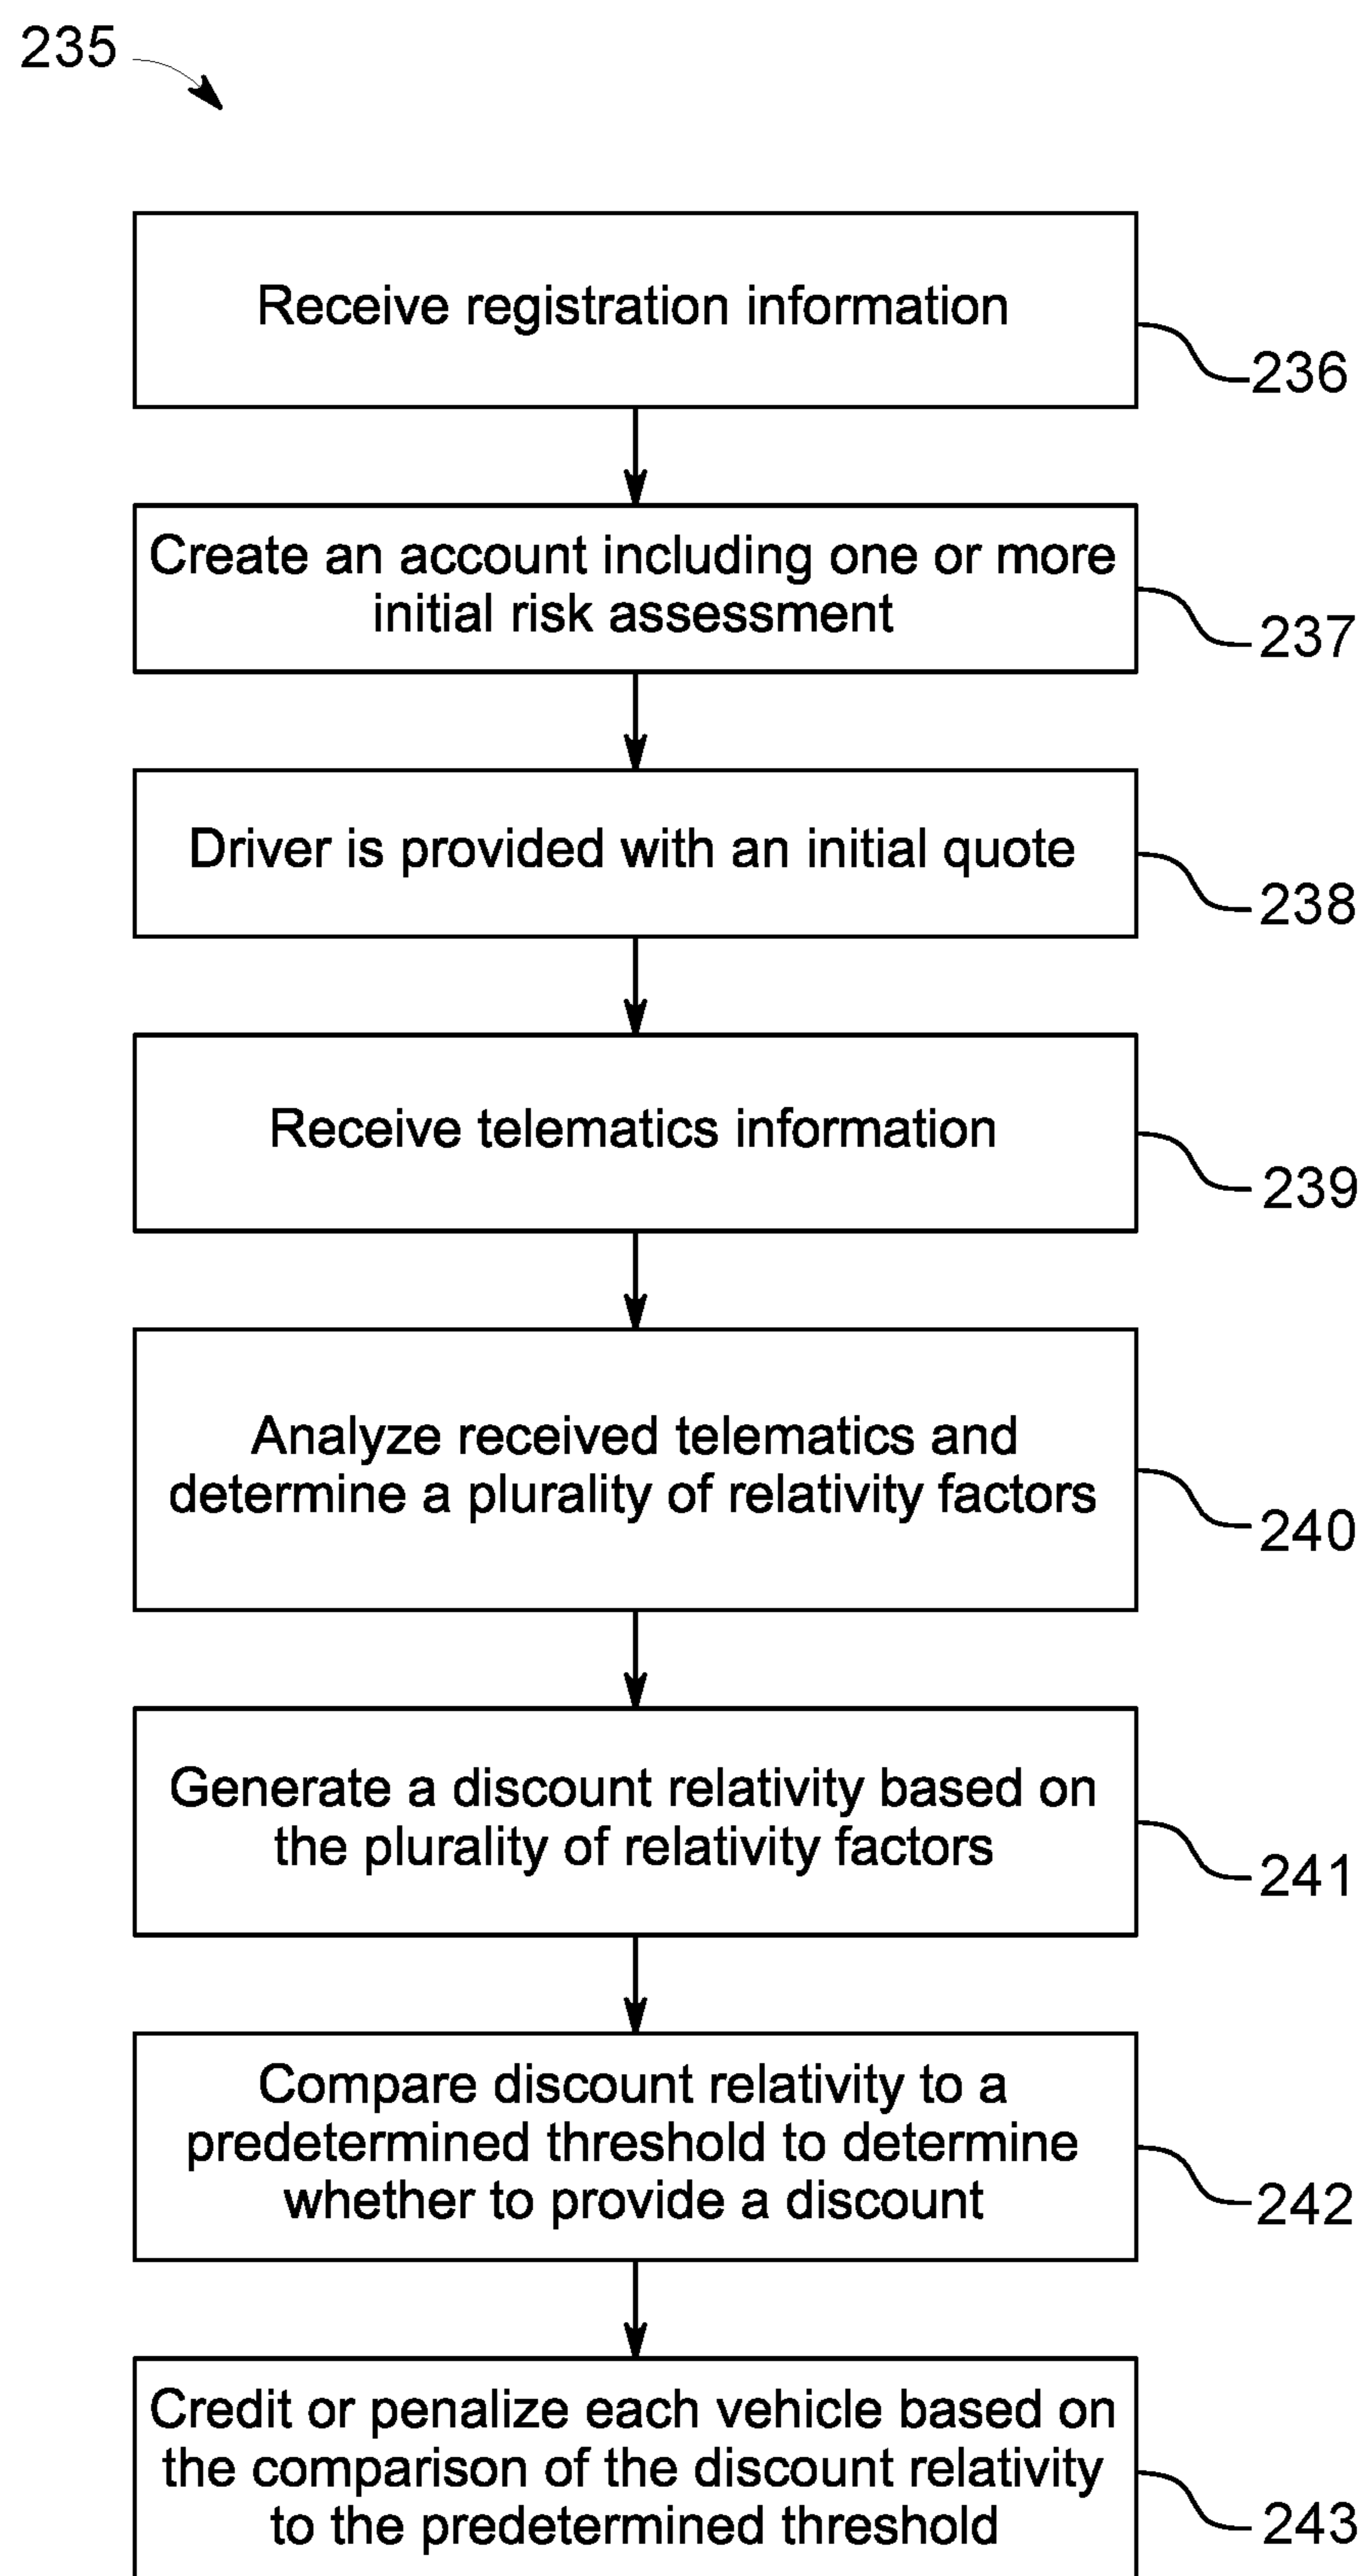 235
Receive registration information
236
Create an account including one or more
initial risk assessment
237
Driver is provided with an initial quote
238
Receive telematics information
239
Analyze received telematics and
determine a plurality of relativity factors
240
Generate a discount relativity based on
the plurality of relativity factors
241
Compare discount relativity to a
predetermined threshold to determine
whether to provide a discount
242
Credit or penalize each vehicle based on
the comparison of the discount relativity
to the predetermined threshold
243